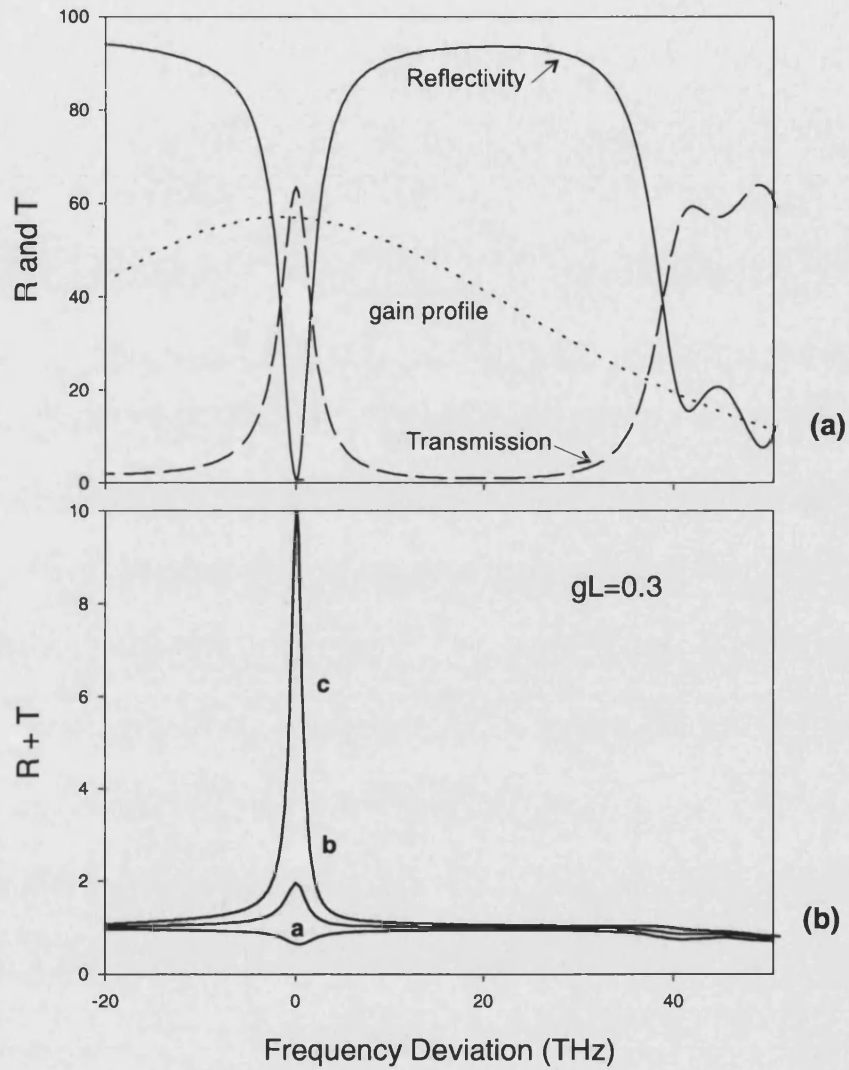 100
80
60
40
20
0
R and T
Reflectivity
gain profile
Transmission
(a)
10
8
6
4
2
0
R + T
gL=0.3
c
b
a
(b)
-20
0
20
40
Frequency Deviation (THz)